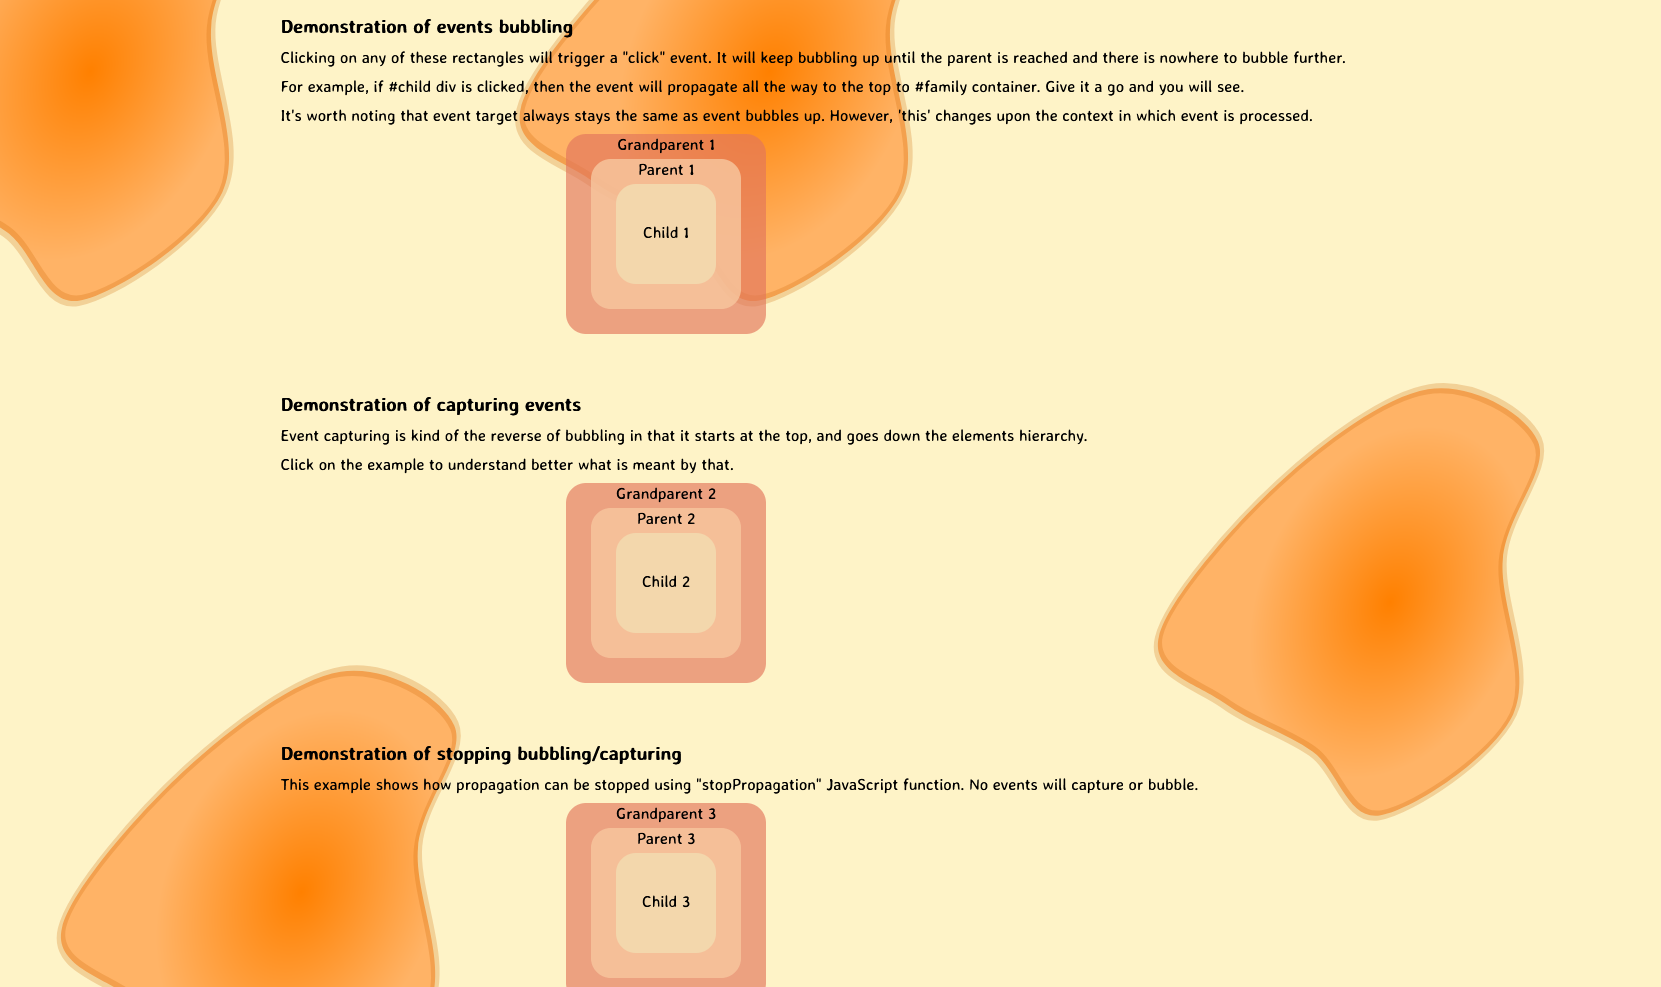 Demonstration of events bubbling
Clicking on any of these rectangles will trigger a "click" event. It will keep bubbling up until the parent is reached and there is nowhere to bubble further.
For example, if #child div is clicked, then the event will propagate all the way to the top to #family container. Give it a go and you will see.
It's worth noting that event target always stays the same as event bubbles up. However, 'this' changes upon the context in which event is processed.
Grandparent 1
Parent 1
Child 1
Demonstration of capturing events
Event capturing is kind of the reverse of bubbling in that it starts at the top, and goes down the elements hierarchy.
Click on the example to understand better what is meant by that.
Grandparent 2
Parent 2
Child 2
Demonstration of stopping bubbling/capturing
This example shows how propagation can be stopped using "stopPropagation" JavaScript function. No events will capture or bubble.
Grandparent 3
Parent 3
Child 3